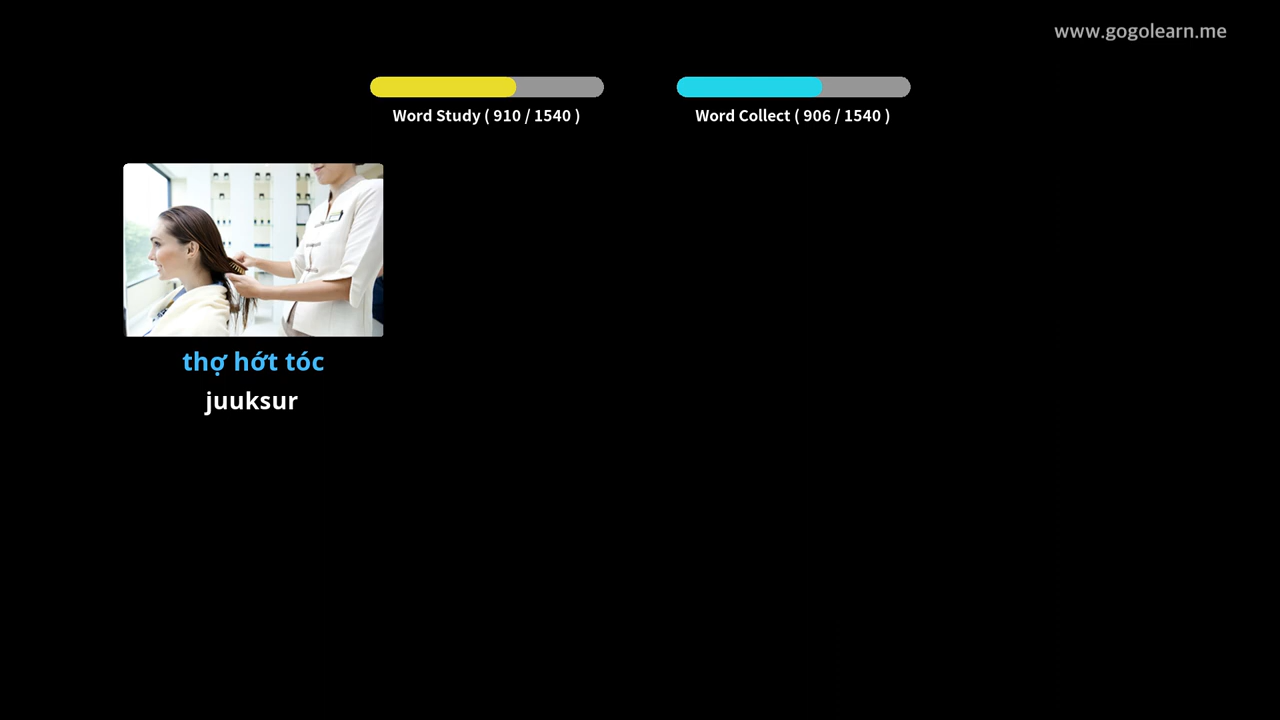 www.gogolearn.me
Word Study ( 910 / 1540 )
Word Collect ( 906 / 1540 )
thợ hớt tóc
juuksur